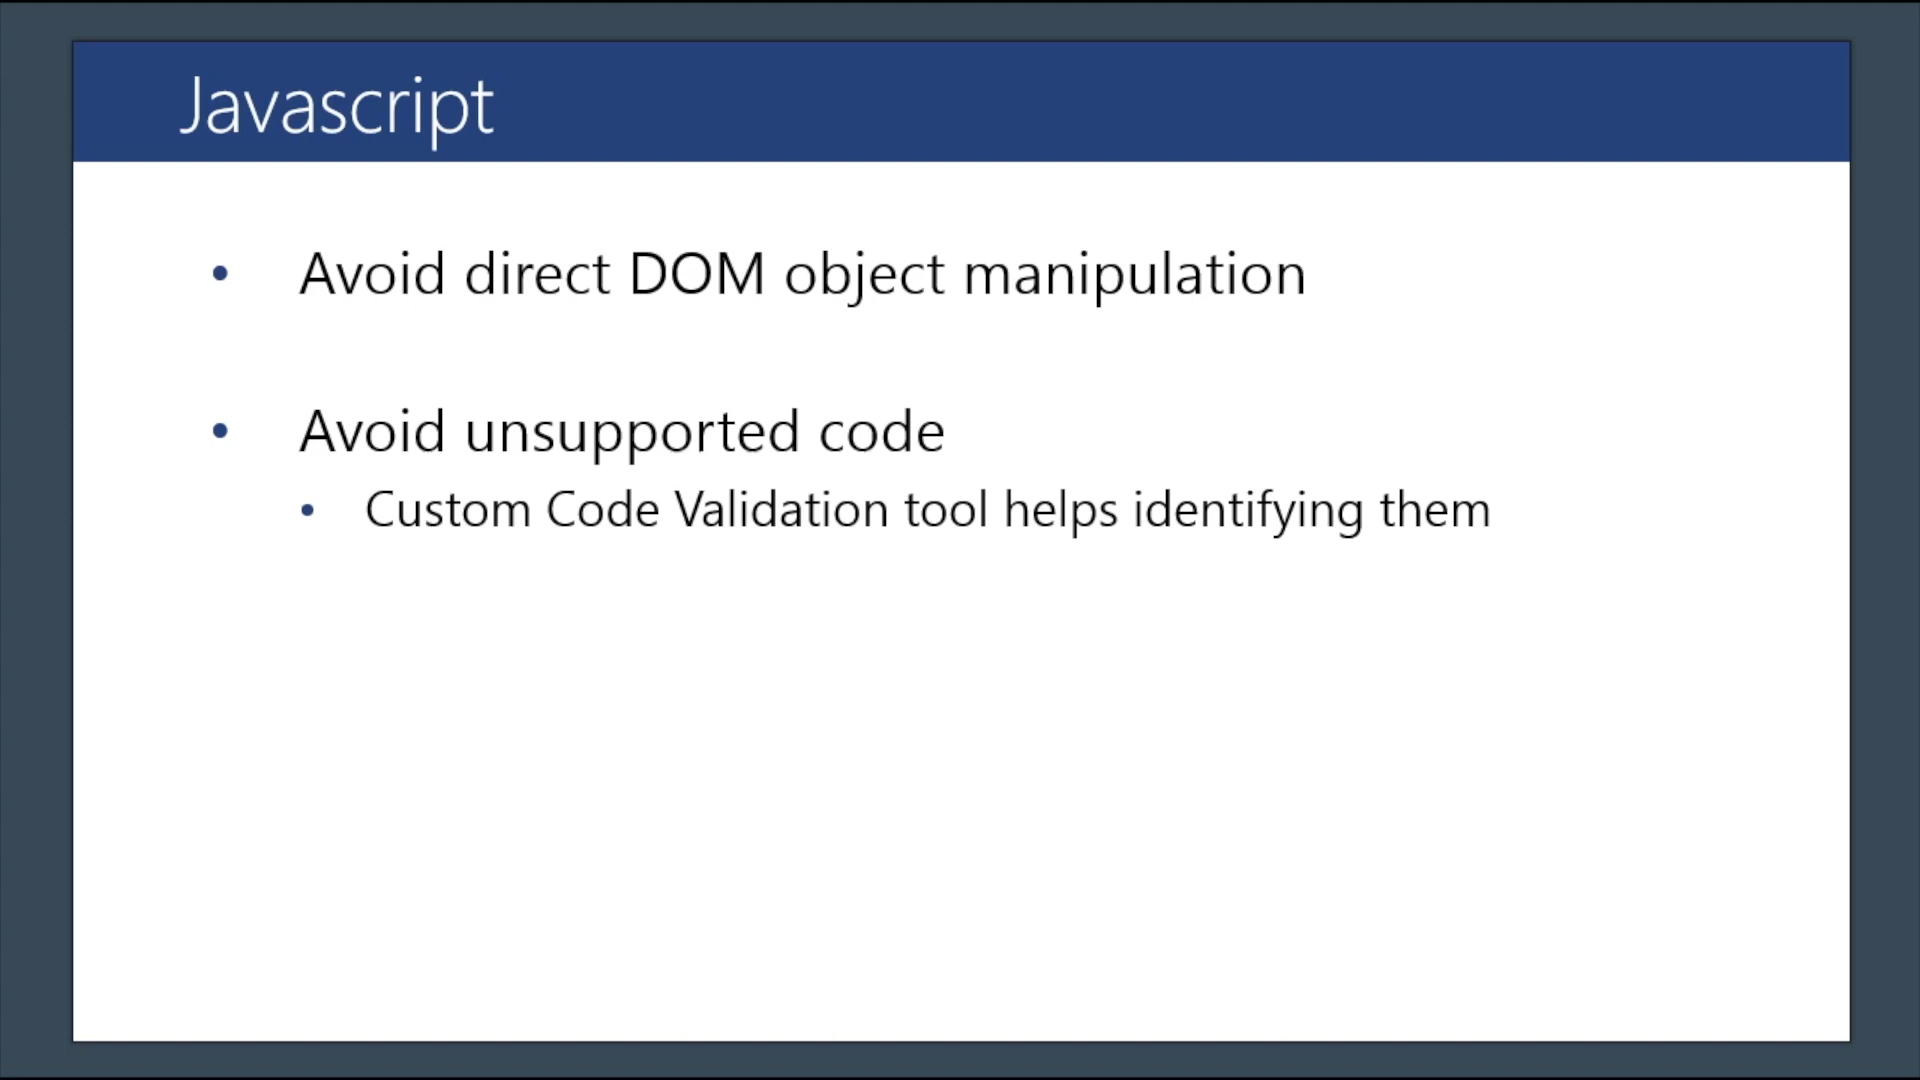 Javascript
• Avoid direct DOM object manipulation
• Avoid unsupported code
• Custom Code Validation tool helps identifying them